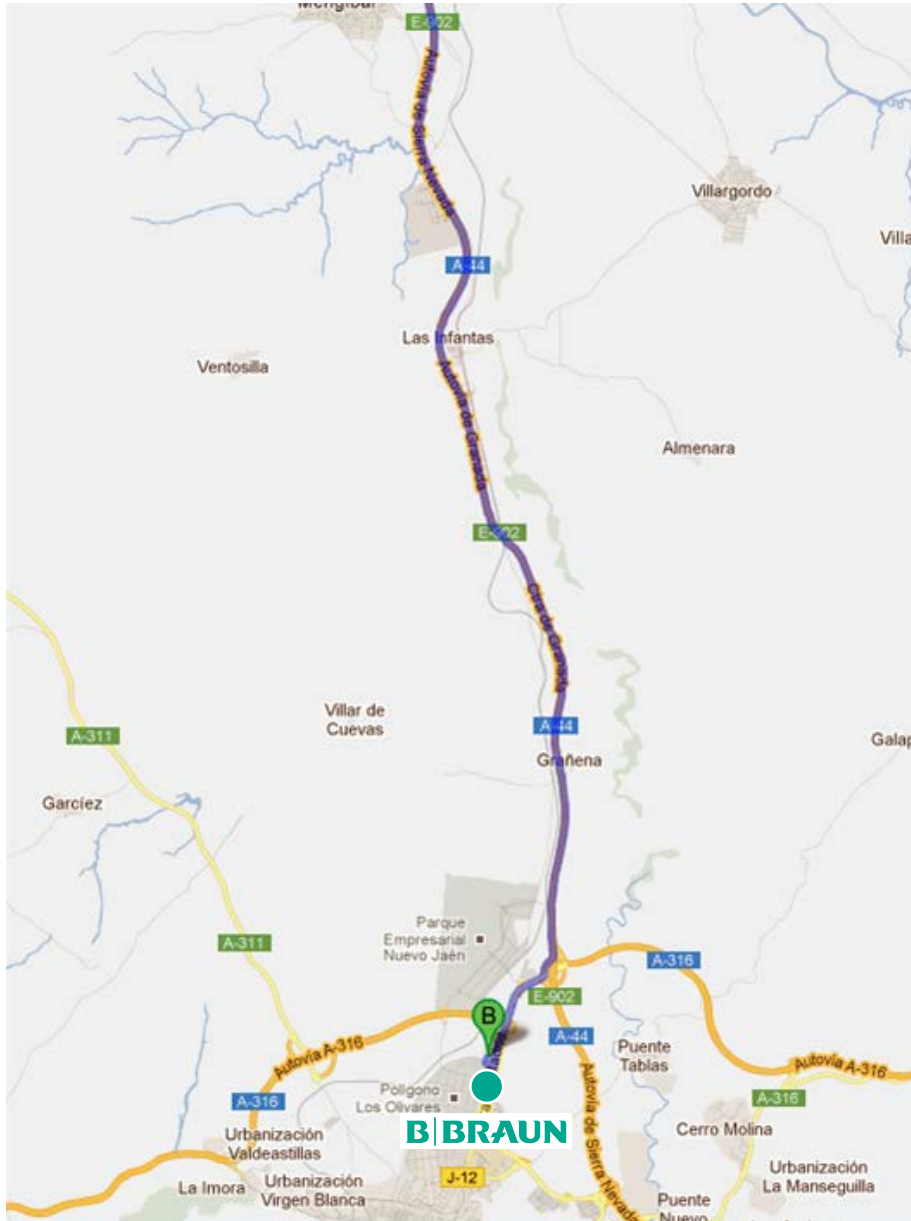 Mengíbar
E-902
Autovía de Sierra Nevada
Villargordo
Villa
A-44
Las Infantas
Ventosilla
Autovía de Granada
Almenara
E-902
Ctra de Granada
Villar de
Cuevas
A-44
A-311
Grañena
Galap
Garcíez
Parque
Empresarial
Nuevo Jaén
A-311
A-316
E-902
B
A-44
Autovía A-316
Puente
Tablas
Autovía A-316
Polígono
Los Olivares
A-316
A-316
Autovía de Sierra Nevada
B|BRAUN
Urbanización
Valdeastillas
Cerro Molina
J-12
Urbanización
La Manseguilla
La Imora
Urbanización
Virgen Blanca
Puente
Nuevo